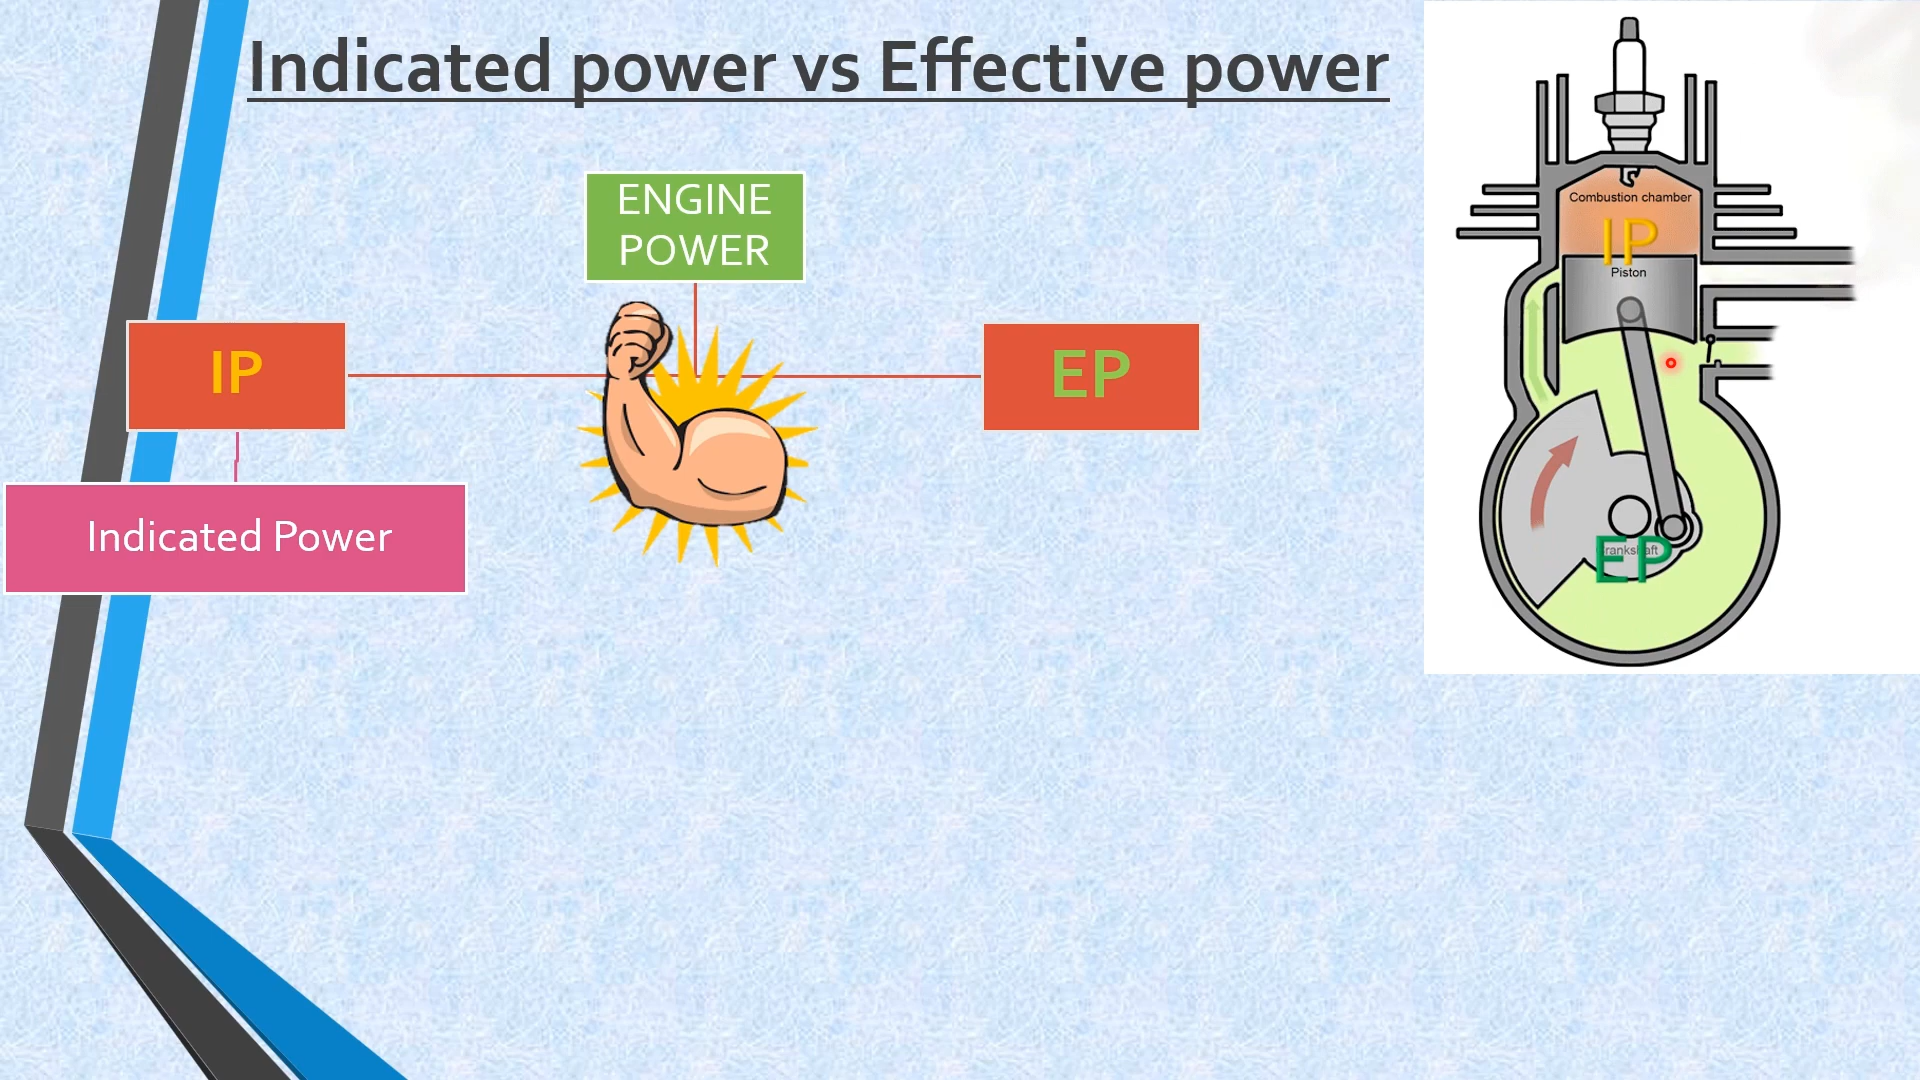 Indicated power vs Effective power
ENGINE
POWER
IP
EP
Indicated Power
Combustion chamber
IP
Piston
EP